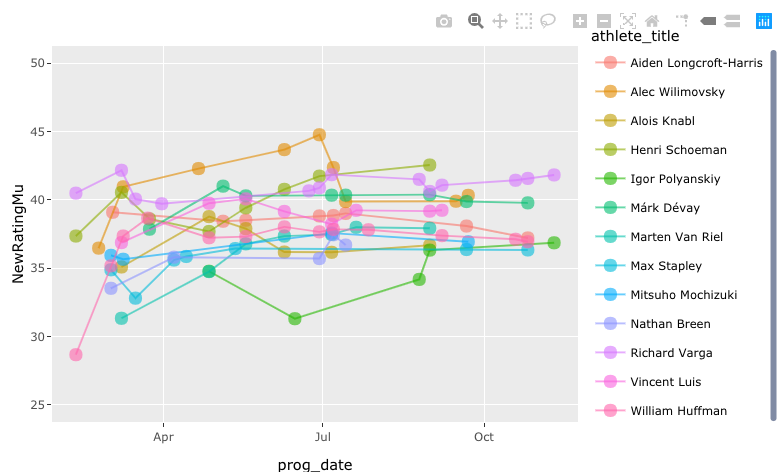 athlete_title
50
45
40
35
30
25
NewRatingMu
Apr
Jul
Oct
prog_date
Aiden Longcroft-Harris
Alec Wilimovsky
Alois Knabl
Henri Schoeman
Igor Polyanskiy
Márk Dévay
Marten Van Riel
Max Stapley
Mitsuho Mochizuki
Nathan Breen
Richard Varga
Vincent Luis
William Huffman